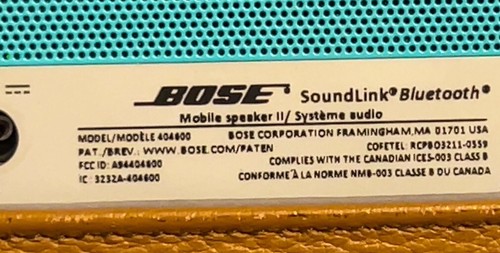 BOSE® SoundLink® Bluetooth®
Mobile speaker II/ Système audio
MODEL/MODÈLE 404600 BOSE CORPORATION FRAMINGHAM,MA 01701 USA
PAT./BREV.: WWW.BOSE.COM/PATEN COFETEL: RCPBO3211-0559
FCC ID: A94404600 COMPLIES WITH THE CANADIAN ICES-003 CLASS B
IC: 3232A-404600 CONFORME À LA NORME NMB-003 CLASSE B DU CANADA